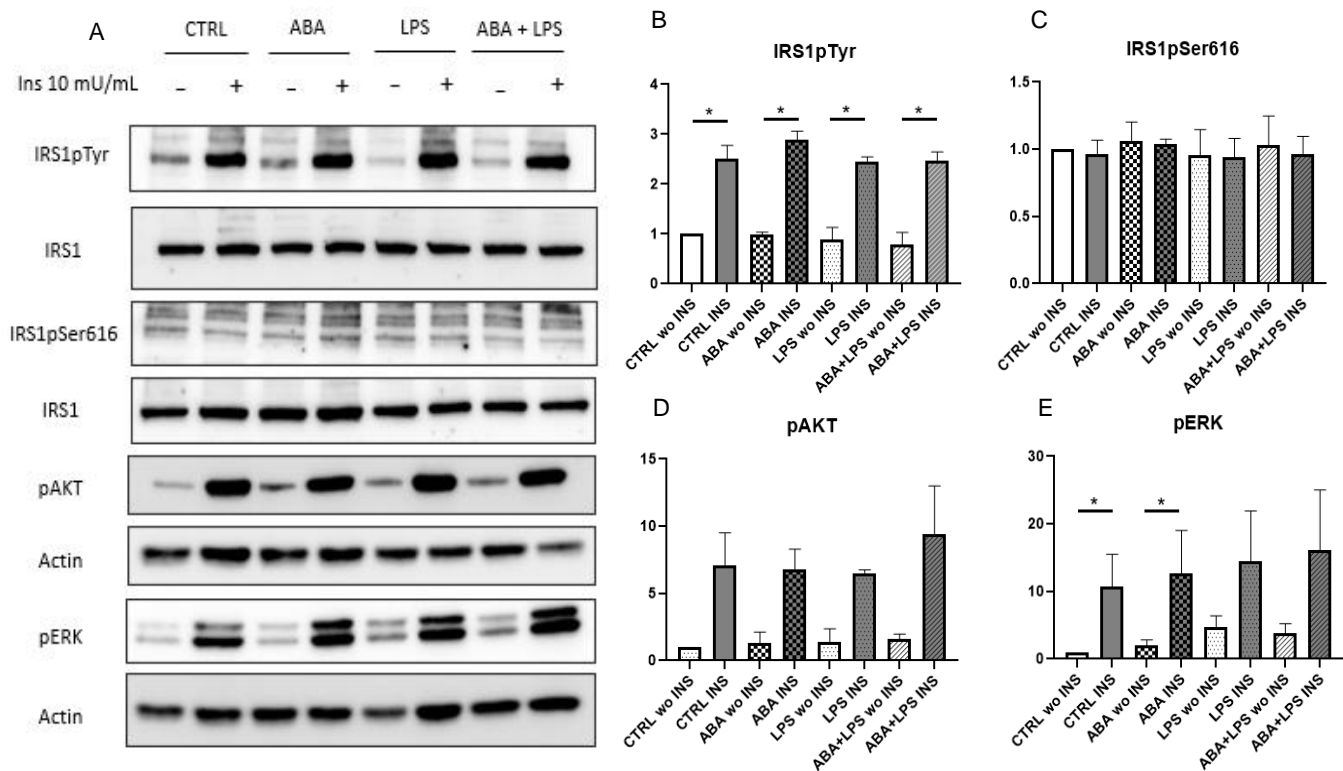 A
CTRL ABA LPS ABA + LPS
Ins 10 mU/mL – + – + – + – +
IRS1pTyr
IRS1
IRS1pSer616
IRS1
pAKT
Actin
pERK
Actin
B
IRS1pTyr
4
3
2
1
0
* * * *
CTRL wo INS
CTRL INS
ABA wo INS
ABA INS
LPS wo INS
LPS INS
ABA+LPS wo INS
ABA+LPS INS
C
IRS1pSer616
1.5
1.0
0.5
0.0
CTRL wo INS
CTRL INS
ABA wo INS
ABA INS
LPS wo INS
LPS INS
ABA+LPS wo INS
ABA+LPS INS
D
pAKT
15
10
5
0
CTRL wo INS
CTRL INS
ABA wo INS
ABA INS
LPS wo INS
LPS INS
ABA+LPS wo INS
ABA+LPS INS
E
pERK
30
20
10
0
* *
CTRL wo INS
CTRL INS
ABA wo INS
ABA INS
LPS wo INS
LPS INS
ABA+LPS wo INS
ABA+LPS INS